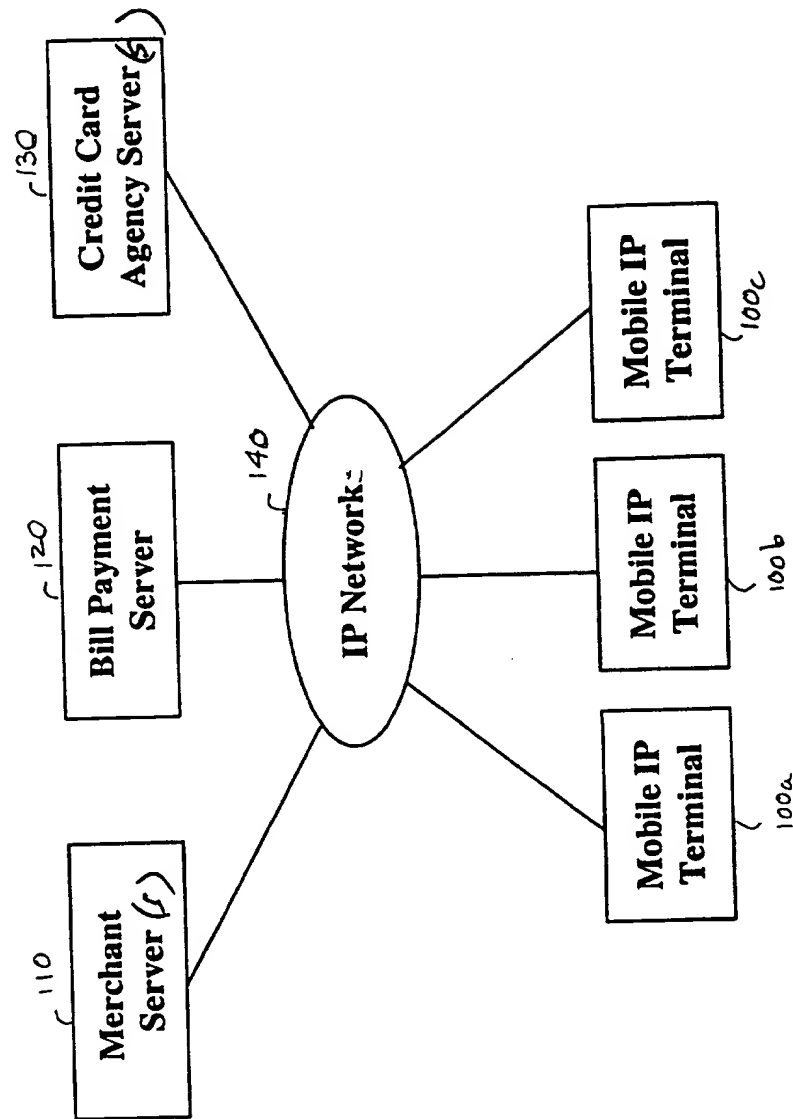 110
Merchant
Server (s)
120
Bill Payment
Server
130
Credit Card
Agency Server(s)
140
IP Networks
Mobile IP
Terminal
100a
Mobile IP
Terminal
100b
Mobile IP
Terminal
100c